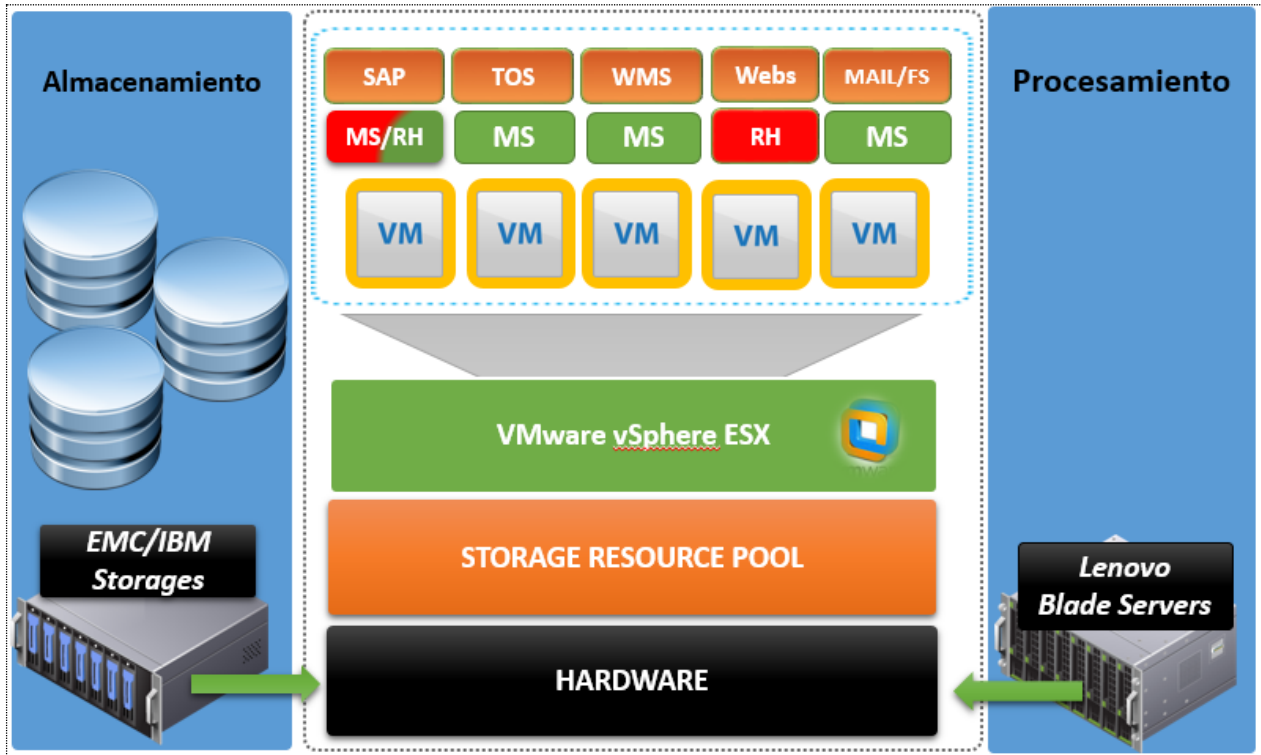 Almacenamiento
SAP
TOS
WMS
Webs
MAIL/FS
Procesamiento
MS/RH
MS
MS
RH
MS
VM
VM
VM
VM
VM
VMware vSphere ESX
STORAGE RESOURCE POOL
EMC/IBM
Storages
Lenovo
Blade Servers
HARDWARE